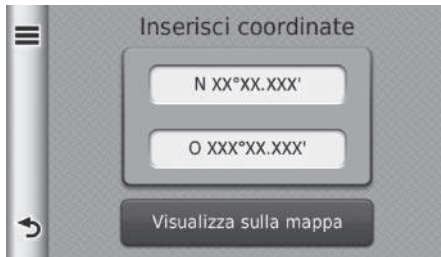 Inserisci coordinate
N XX°XX.XXX'
O XXX°XX.XXX'
Visualizza sulla mappa